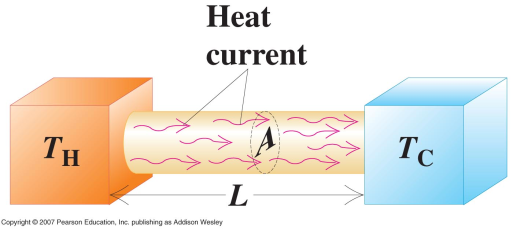 Heat
current
T_H
A
T_C
L
Copyright © 2007 Pearson Education, Inc. publishing as Addison Wesley